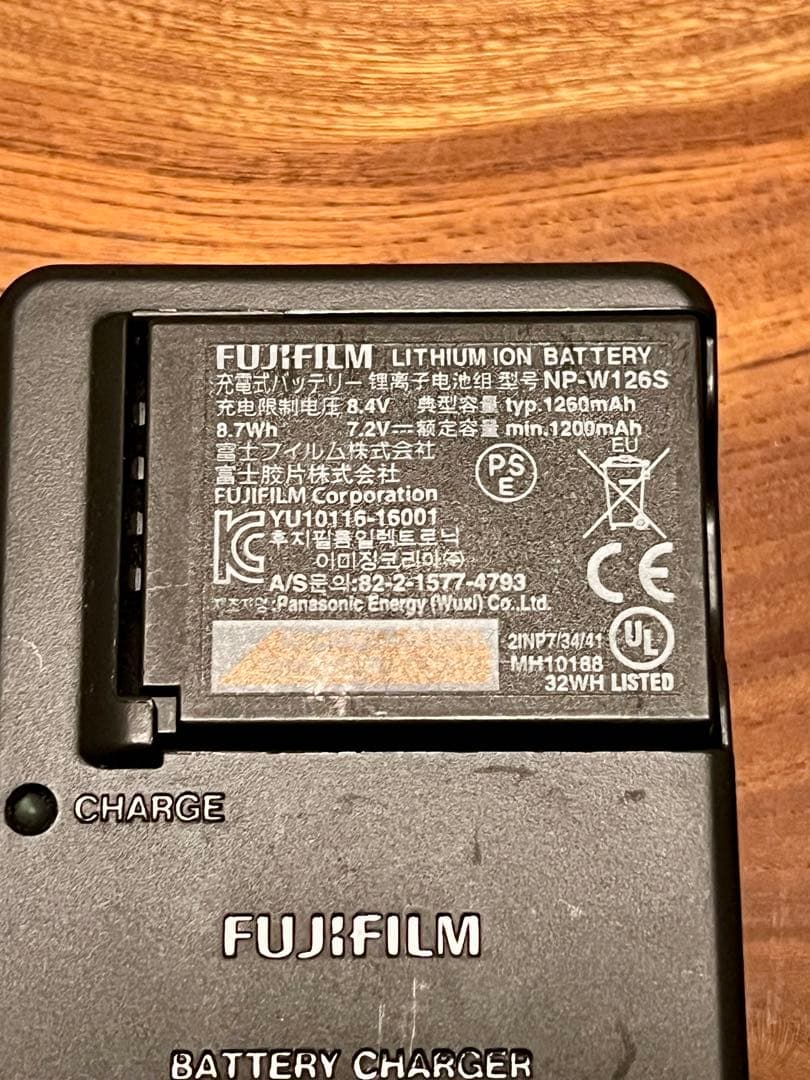 FUJIFILM LITHIUM ION BATTERY
充電式バッテリー 锂离子电池组 型号 NP-W126S
充电限制电压 8.4V 典型容量 typ.1260mAh
8.7Wh 7.2V⎓额定容量 min.1200mAh
富士フイルム株式会社
富士胶片株式会社
FUJIFILM Corporation
PS
E
EU
YU10116-16001
후지필름일렉트로닉
이미징코리아㈜
A/S문의:82-2-1577-4793
제조자명:Panasonic Energy (Wuxi) Co.,Ltd.
CE
2INP7/34/41
MH10188
UL
32WH LISTED
CHARGE
FUJIFILM
BATTERY CHARGER